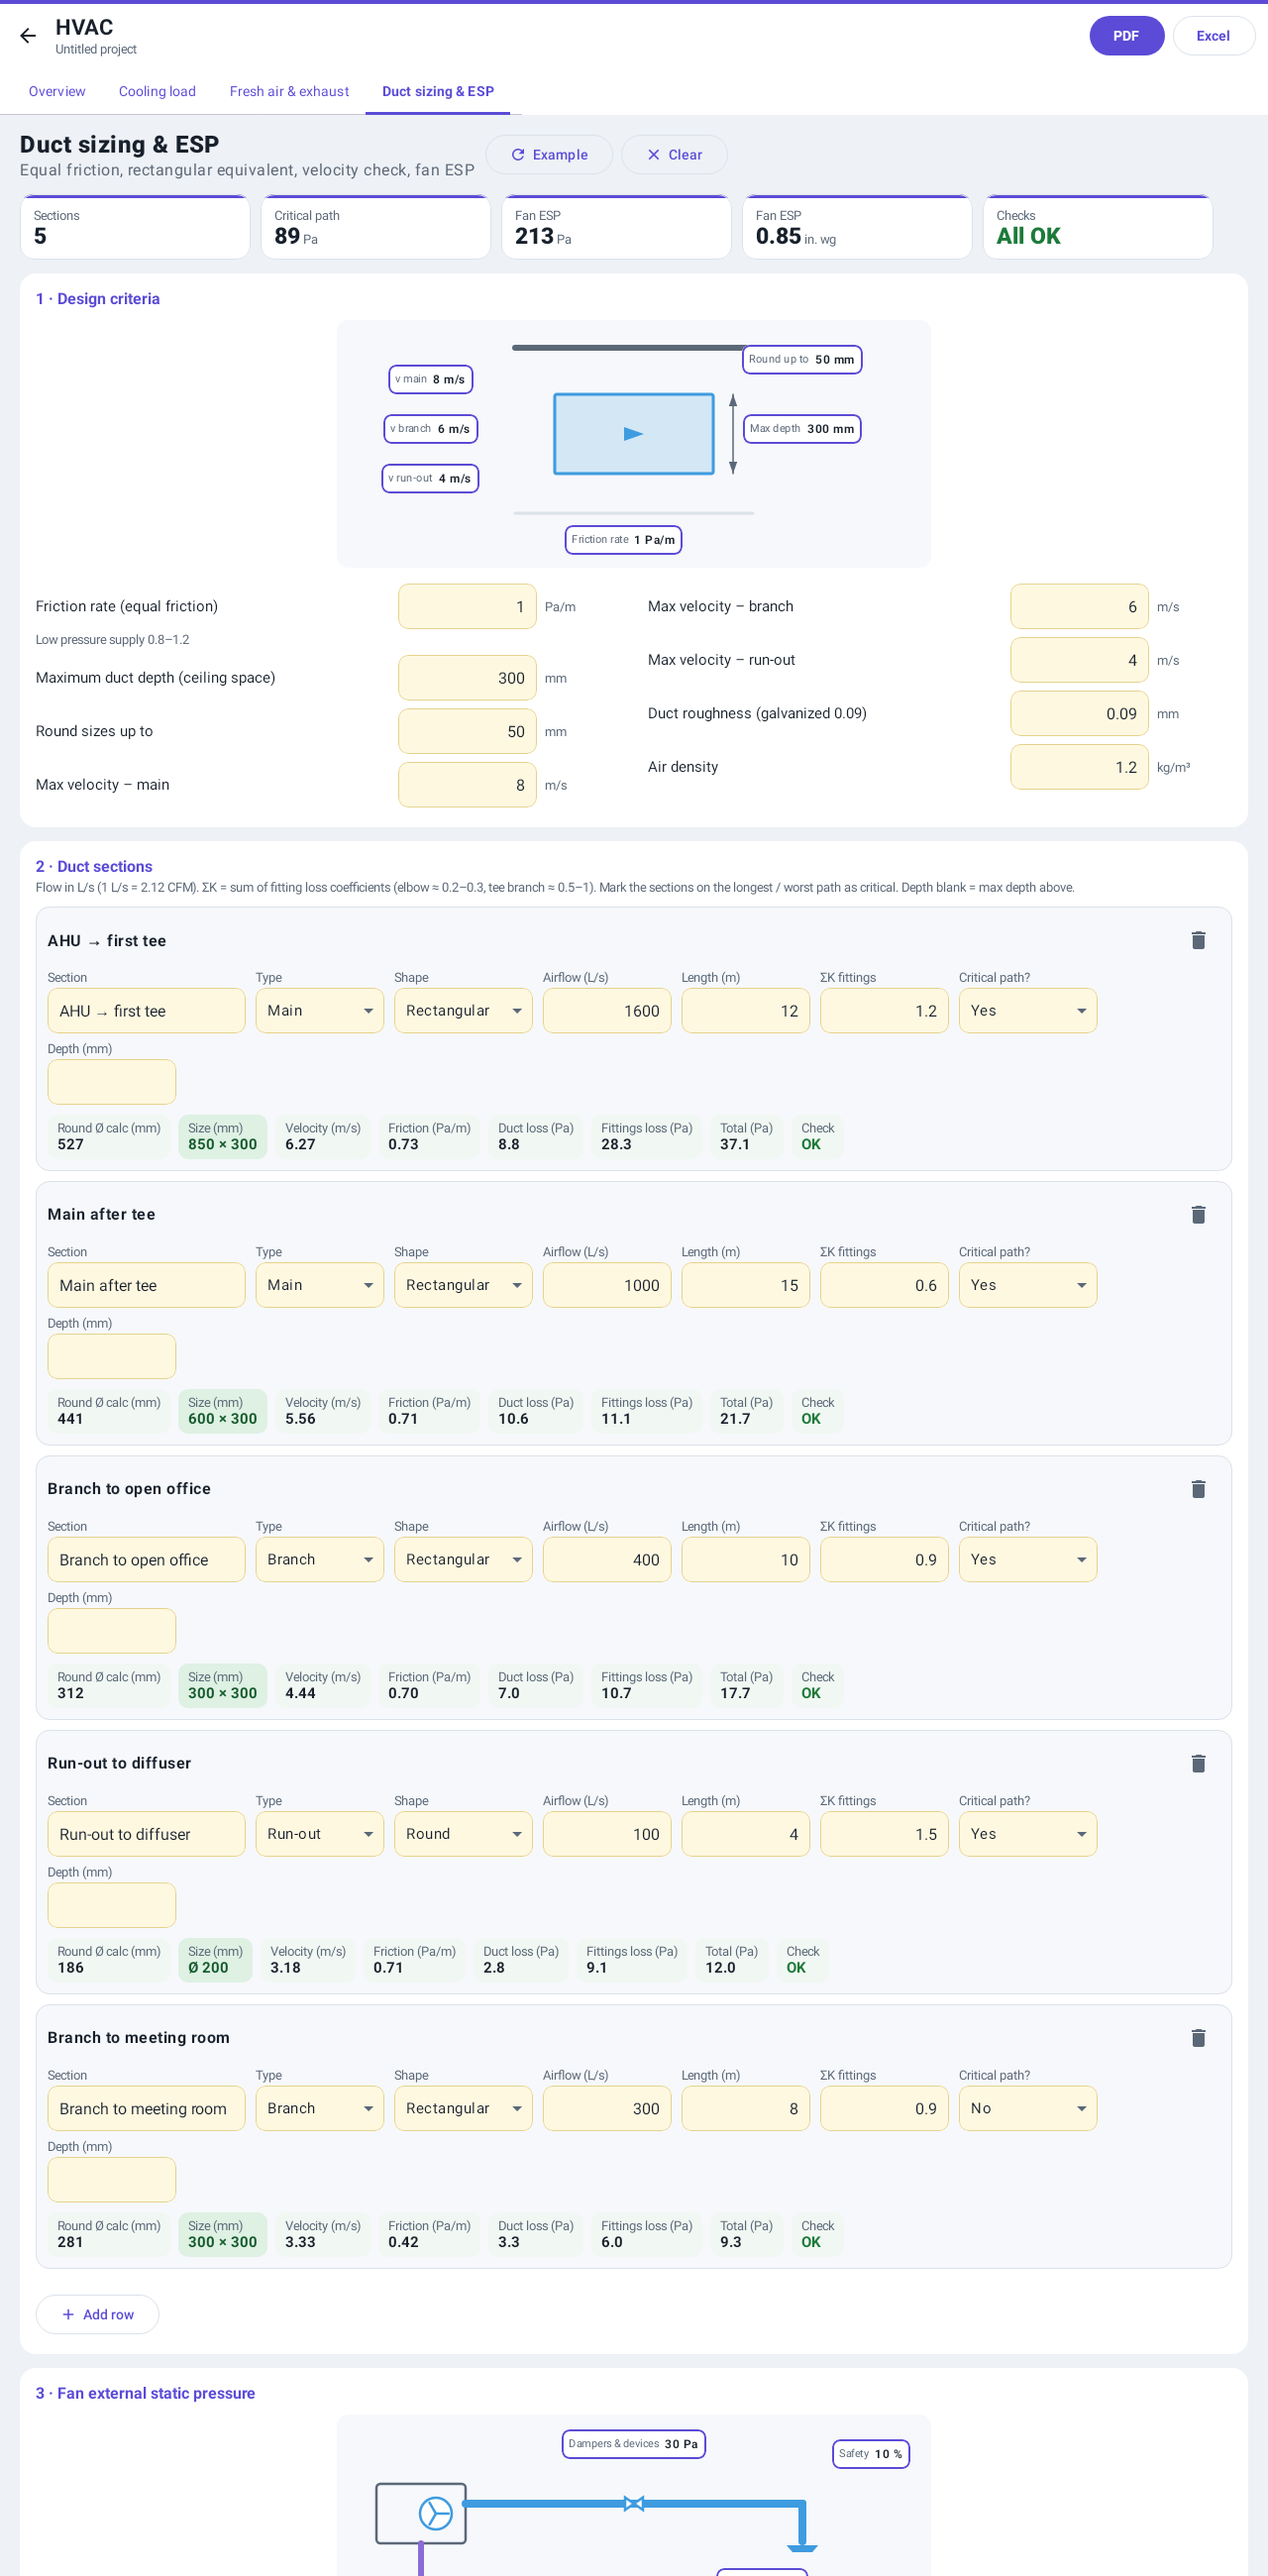 HVAC
Untitled project
PDF
Excel
Overview
Cooling load
Fresh air & exhaust
Duct sizing & ESP
Duct sizing & ESP
Equal friction, rectangular equivalent, velocity check, fan ESP
Example
Clear
Sections
5
Critical path
89 Pa
Fan ESP
213 Pa
Fan ESP
0.85 in. wg
Checks
All OK
1 · Design criteria
Round up to 50 mm
v main 8 m/s
v branch 6 m/s
Max depth 300 mm
v run-out 4 m/s
Friction rate 1 Pa/m
Friction rate (equal friction) 1 Pa/m
Low pressure supply 0.8–1.2
Maximum duct depth (ceiling space) 300 mm
Round sizes up to 50 mm
Max velocity – main 8 m/s
Max velocity – branch 6 m/s
Max velocity – run-out 4 m/s
Duct roughness (galvanized 0.09) 0.09 mm
Air density 1.2 kg/m³
2 · Duct sections
Flow in L/s (1 L/s = 2.12 CFM). ΣK = sum of fitting loss coefficients (elbow ≈ 0.2–0.3, tee branch ≈ 0.5–1). Mark the sections on the longest / worst path as critical. Depth blank = max depth above.
AHU → first tee
Section Type Shape Airflow (L/s) Length (m) ΣK fittings Critical path?
AHU → first tee Main Rectangular 1600 12 1.2 Yes
Depth (mm)
Round Ø calc (mm) Size (mm) Velocity (m/s) Friction (Pa/m) Duct loss (Pa) Fittings loss (Pa) Total (Pa) Check
527 850 × 300 6.27 0.73 8.8 28.3 37.1 OK
Main after tee
Section Type Shape Airflow (L/s) Length (m) ΣK fittings Critical path?
Main after tee Main Rectangular 1000 15 0.6 Yes
Depth (mm)
Round Ø calc (mm) Size (mm) Velocity (m/s) Friction (Pa/m) Duct loss (Pa) Fittings loss (Pa) Total (Pa) Check
441 600 × 300 5.56 0.71 10.6 11.1 21.7 OK
Branch to open office
Section Type Shape Airflow (L/s) Length (m) ΣK fittings Critical path?
Branch to open office Branch Rectangular 400 10 0.9 Yes
Depth (mm)
Round Ø calc (mm) Size (mm) Velocity (m/s) Friction (Pa/m) Duct loss (Pa) Fittings loss (Pa) Total (Pa) Check
312 300 × 300 4.44 0.70 7.0 10.7 17.7 OK
Run-out to diffuser
Section Type Shape Airflow (L/s) Length (m) ΣK fittings Critical path?
Run-out to diffuser Run-out Round 100 4 1.5 Yes
Depth (mm)
Round Ø calc (mm) Size (mm) Velocity (m/s) Friction (Pa/m) Duct loss (Pa) Fittings loss (Pa) Total (Pa) Check
186 Ø 200 3.18 0.71 2.8 9.1 12.0 OK
Branch to meeting room
Section Type Shape Airflow (L/s) Length (m) ΣK fittings Critical path?
Branch to meeting room Branch Rectangular 300 8 0.9 No
Depth (mm)
Round Ø calc (mm) Size (mm) Velocity (m/s) Friction (Pa/m) Duct loss (Pa) Fittings loss (Pa) Total (Pa) Check
281 300 × 300 3.33 0.42 3.3 6.0 9.3 OK
Add row
3 · Fan external static pressure
Dampers & devices 30 Pa
Safety 10 %